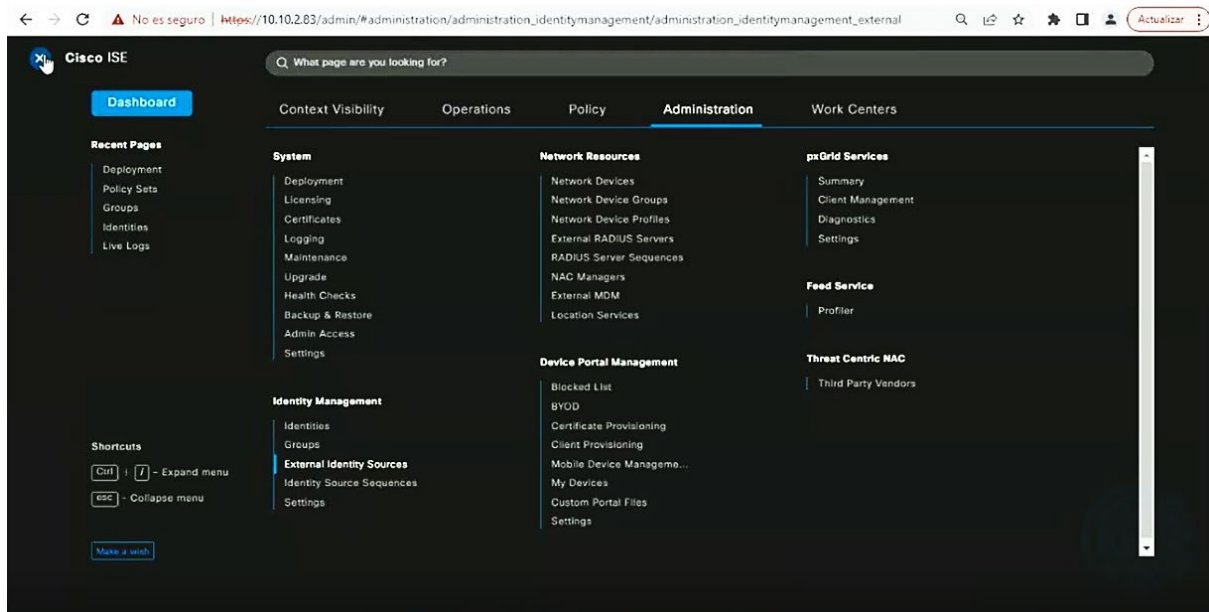 No es seguro | https://10.10.2.83/admin/#administration/administration_identitymanagement/administration_identitymanagement_external
Actualizar
Cisco ISE
What page are you looking for?
Dashboard
Context Visibility
Operations
Policy
Administration
Work Centers
Recent Pages
Deployment
Policy Sets
Groups
Identities
Live Logs
Shortcuts
Ctrl + / - Expand menu
esc - Collapse menu
Make a wish
System
Deployment
Licensing
Certificates
Logging
Maintenance
Upgrade
Health Checks
Backup & Restore
Admin Access
Settings
Identity Management
Identities
Groups
External Identity Sources
Identity Source Sequences
Settings
Network Resources
Network Devices
Network Device Groups
Network Device Profiles
External RADIUS Servers
RADIUS Server Sequences
NAC Managers
External MDM
Location Services
Device Portal Management
Blocked List
BYOD
Certificate Provisioning
Client Provisioning
Mobile Device Manageme...
My Devices
Custom Portal Files
Settings
pxGrid Services
Summary
Client Management
Diagnostics
Settings
Feed Service
Profiler
Threat Centric NAC
Third Party Vendors